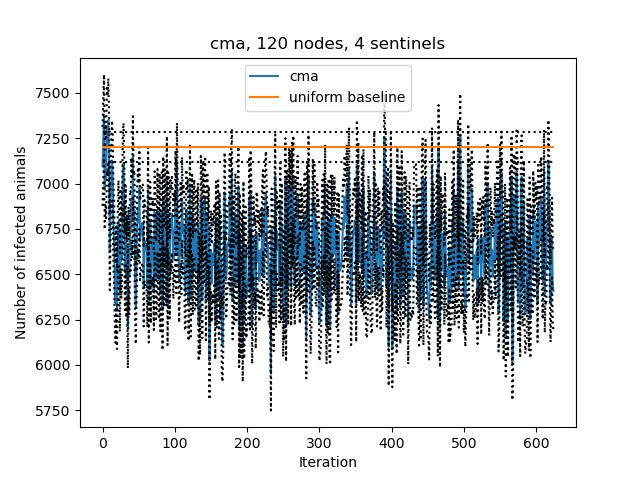 cma, 120 nodes, 4 sentinels
cma
uniform baseline
7500
7250
7000
6750
6500
6250
6000
5750
Number of infected animals
0 100 200 300 400 500 600
Iteration